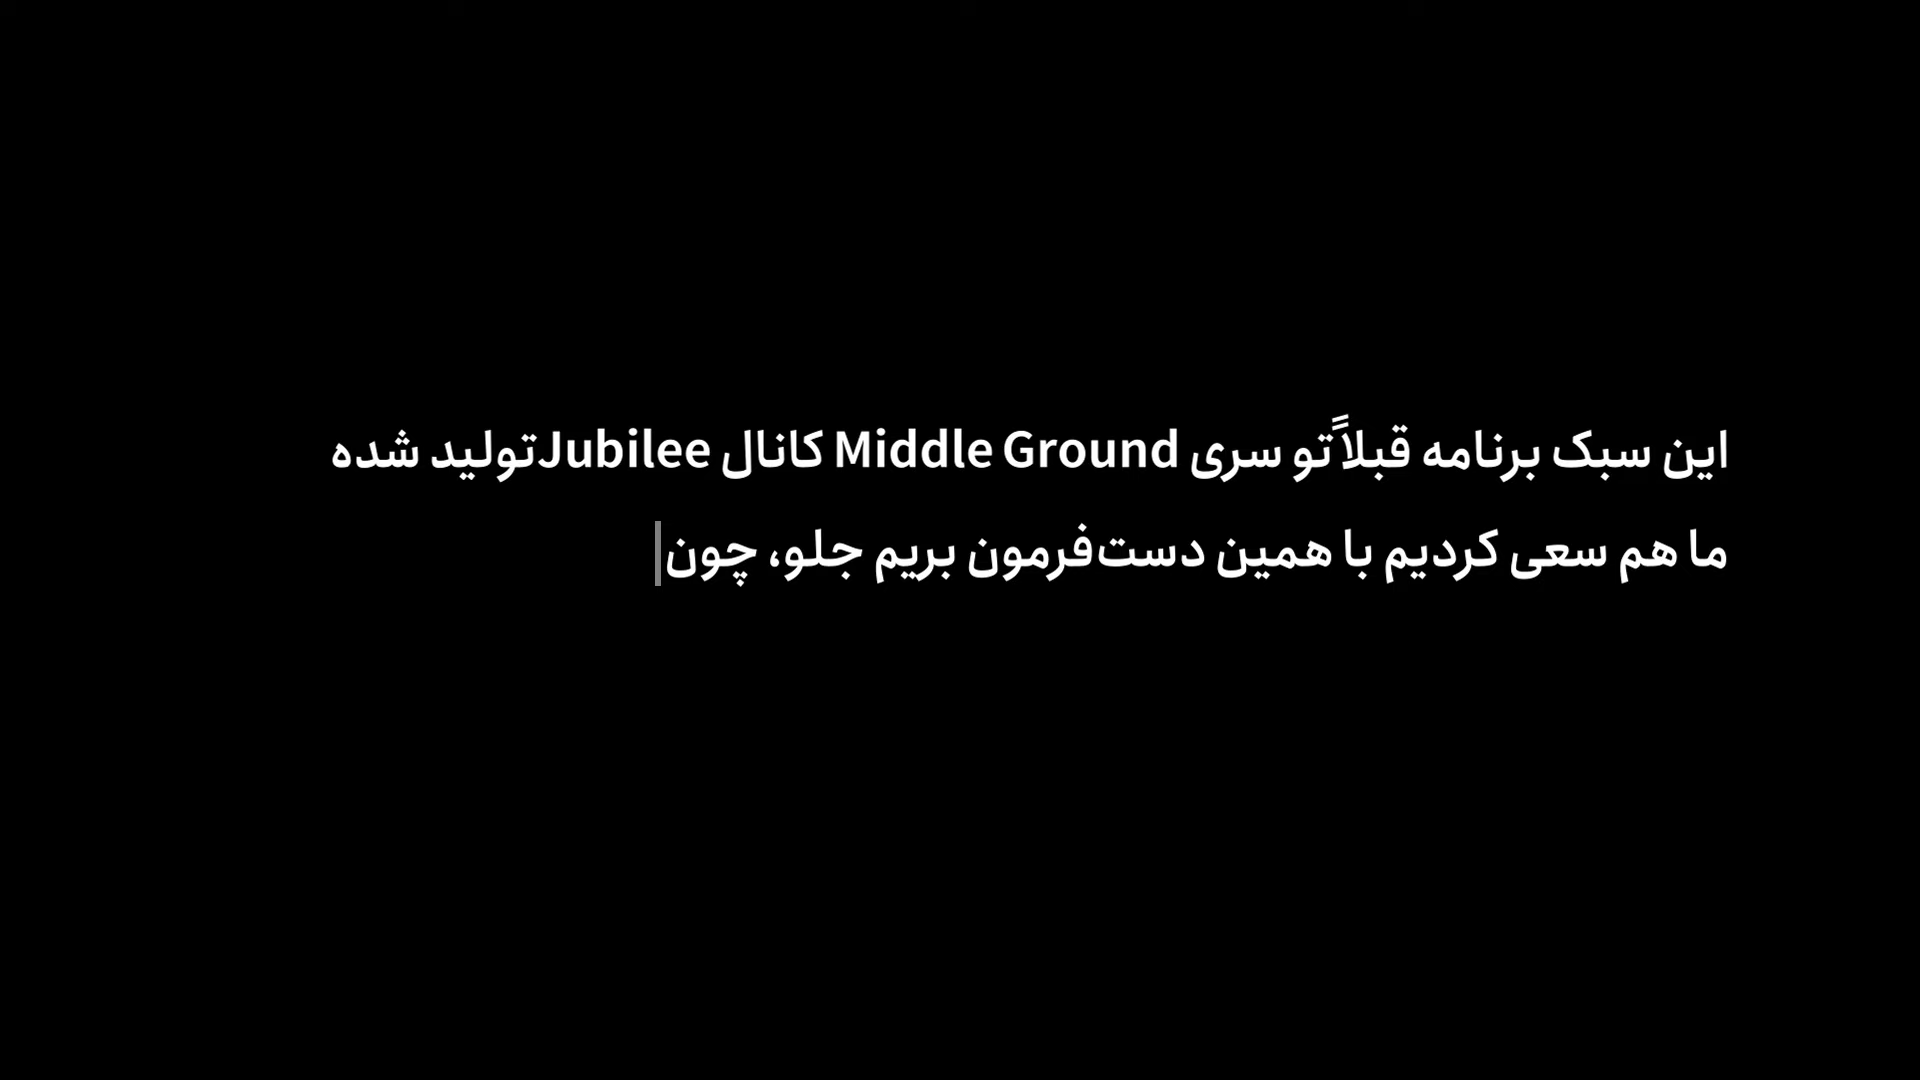 این سبک برنامه قبلاً تو سری Middle Ground کانال Jubilee تولید شده
ما هم سعی کردیم با همین دست‌فرمون بریم جلو، چون